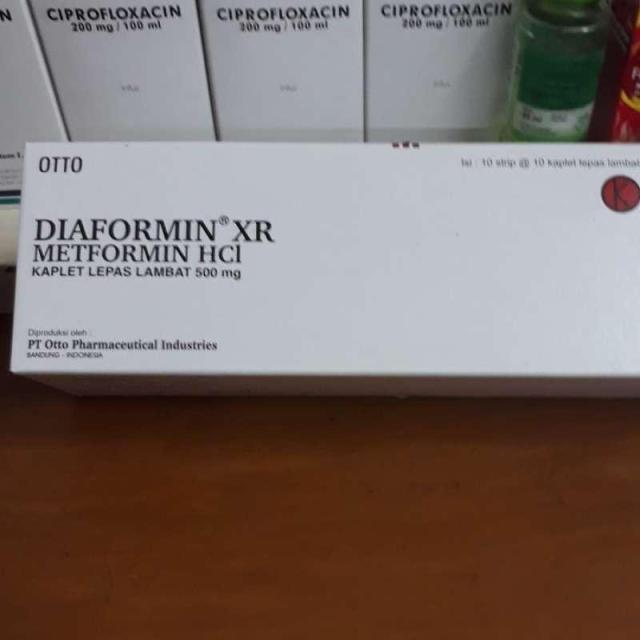 CIPROFLOXACIN
200 mg / 100 ml
CIPROFLOXACIN
200 mg / 100 ml
CIPROFLOXACIN
200 mg / 100 ml
OTTO
Isi : 10 strip @ 10 kaplet lepas lambat
K
DIAFORMIN® XR
METFORMIN HCl
KAPLET LEPAS LAMBAT 500 mg
Diproduksi oleh :
PT Otto Pharmaceutical Industries
BANDUNG - INDONESIA